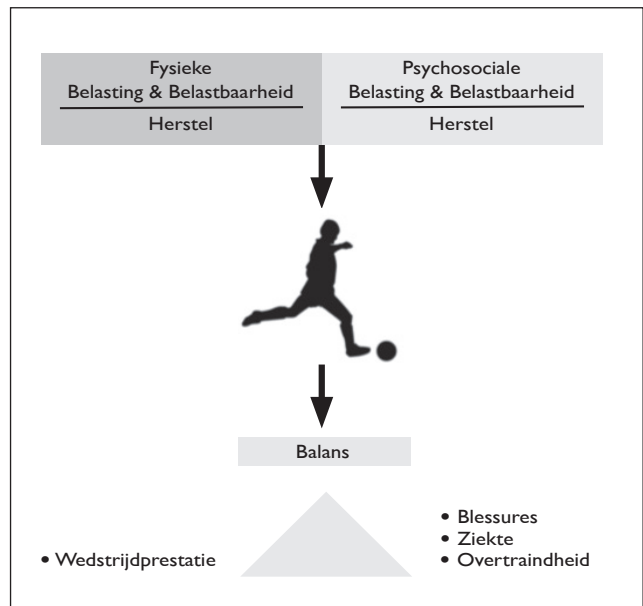 Fysieke
Belasting & Belastbaarheid
Herstel
Psychosociale
Belasting & Belastbaarheid
Herstel
Balans
• Wedstrijdprestatie
• Blessures
• Ziekte
• Overtraindheid